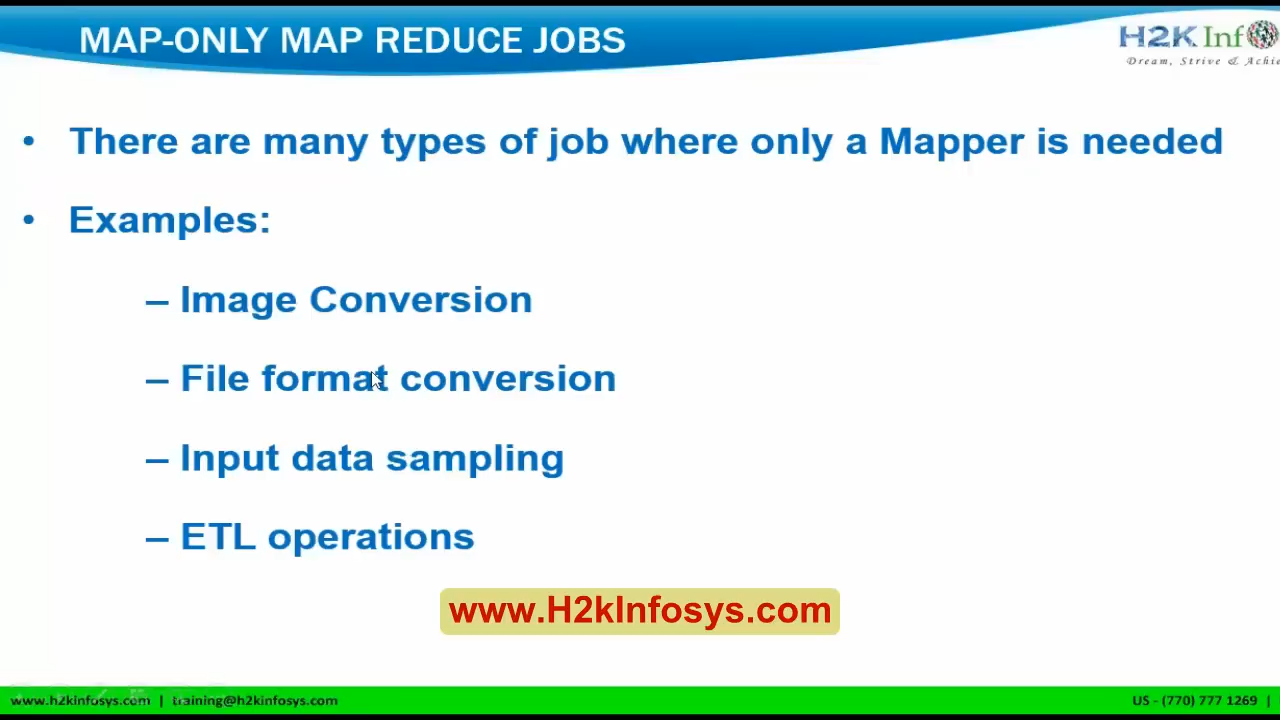 MAP-ONLY MAP REDUCE JOBS
H2K Inf
Dream, Strive & Achie
• There are many types of job where only a Mapper is needed
• Examples:
– Image Conversion
– File format conversion
– Input data sampling
– ETL operations
www.H2kInfosys.com
www.h2kinfosys.com | training@h2kinfosys.com
US - (770) 777 1269 |